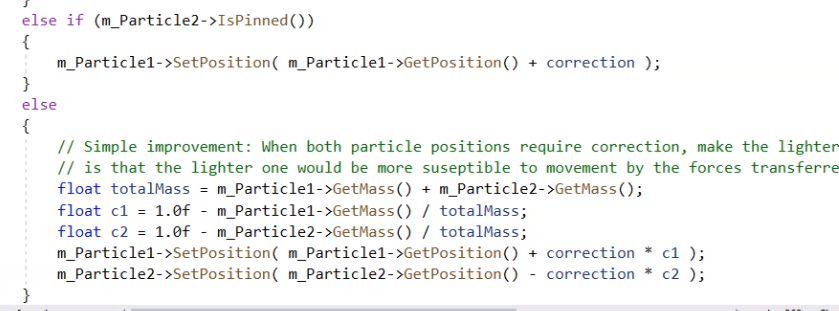 }
else if (m_Particle2->IsPinned())
{
m_Particle1->SetPosition( m_Particle1->GetPosition() + correction );
}
else
{
// Simple improvement: When both particle positions require correction, make the lighter
// is that the lighter one would be more suseptible to movement by the forces transferre
float totalMass = m_Particle1->GetMass() + m_Particle2->GetMass();
float c1 = 1.0f - m_Particle1->GetMass() / totalMass;
float c2 = 1.0f - m_Particle2->GetMass() / totalMass;
m_Particle1->SetPosition( m_Particle1->GetPosition() + correction * c1 );
m_Particle2->SetPosition( m_Particle2->GetPosition() - correction * c2 );
}